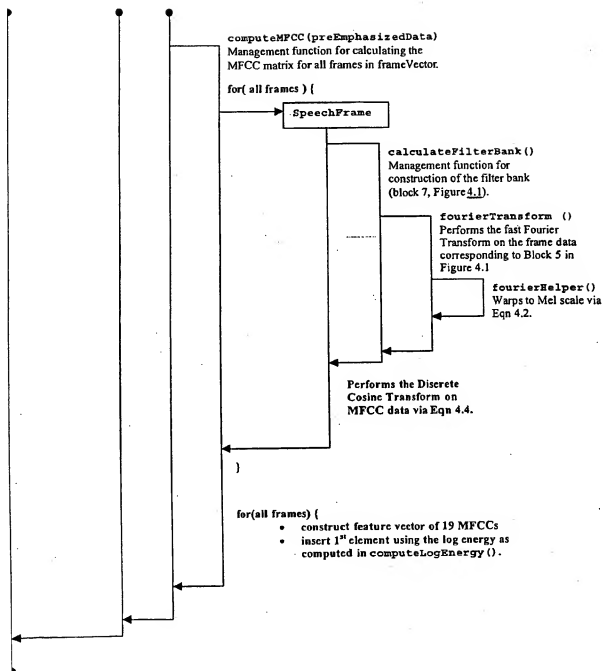 computeMFCC(preEmphasizedData)
Management function for calculating the
MFCC matrix for all frames in frameVector.
for( all frames ) {
SpeechFrame
calculateFilterBank()
Management function for
construction of the filter bank
(block 7, Figure 4.1).
fourierTransform ()
Performs the fast Fourier
Transform on the frame data
corresponding to Block 5 in
Figure 4.1
fourierHelper()
Warps to Mel scale via
Eqn 4.2.
Performs the Discrete
Cosine Transform on
MFCC data via Eqn 4.4.
}
for(all frames) {
• construct feature vector of 19 MFCCs
• insert 1st element using the log energy as
computed in computeLogEnergy().